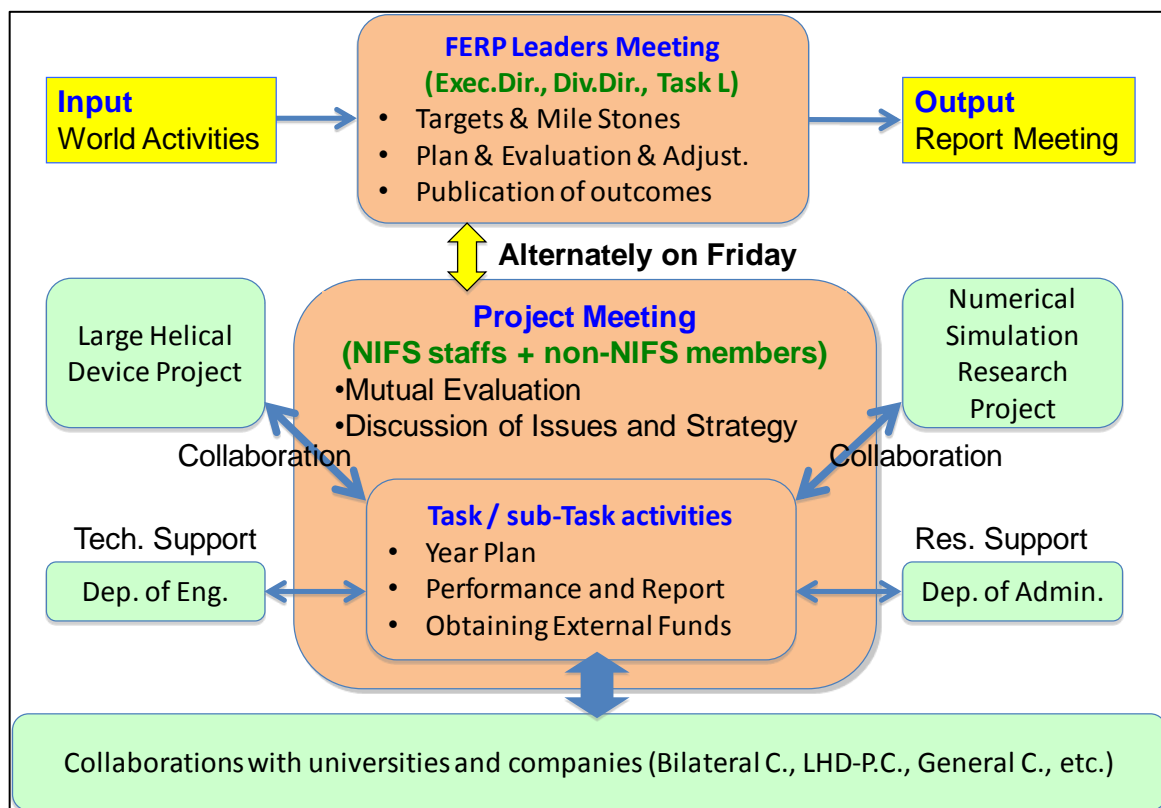 FERP Leaders Meeting
(Exec.Dir., Div.Dir., Task L)
• Targets & Mile Stones
• Plan & Evaluation & Adjust.
• Publication of outcomes
Input
World Activities
Output
Report Meeting
Alternately on Friday
Large Helical
Device Project
Project Meeting
(NIFS staffs + non-NIFS members)
•Mutual Evaluation
•Discussion of Issues and Strategy
Numerical
Simulation
Research
Project
Collaboration
Collaboration
Task / sub-Task activities
• Year Plan
• Performance and Report
• Obtaining External Funds
Tech. Support
Dep. of Eng.
Res. Support
Dep. of Admin.
Collaborations with universities and companies (Bilateral C., LHD-P.C., General C., etc.)